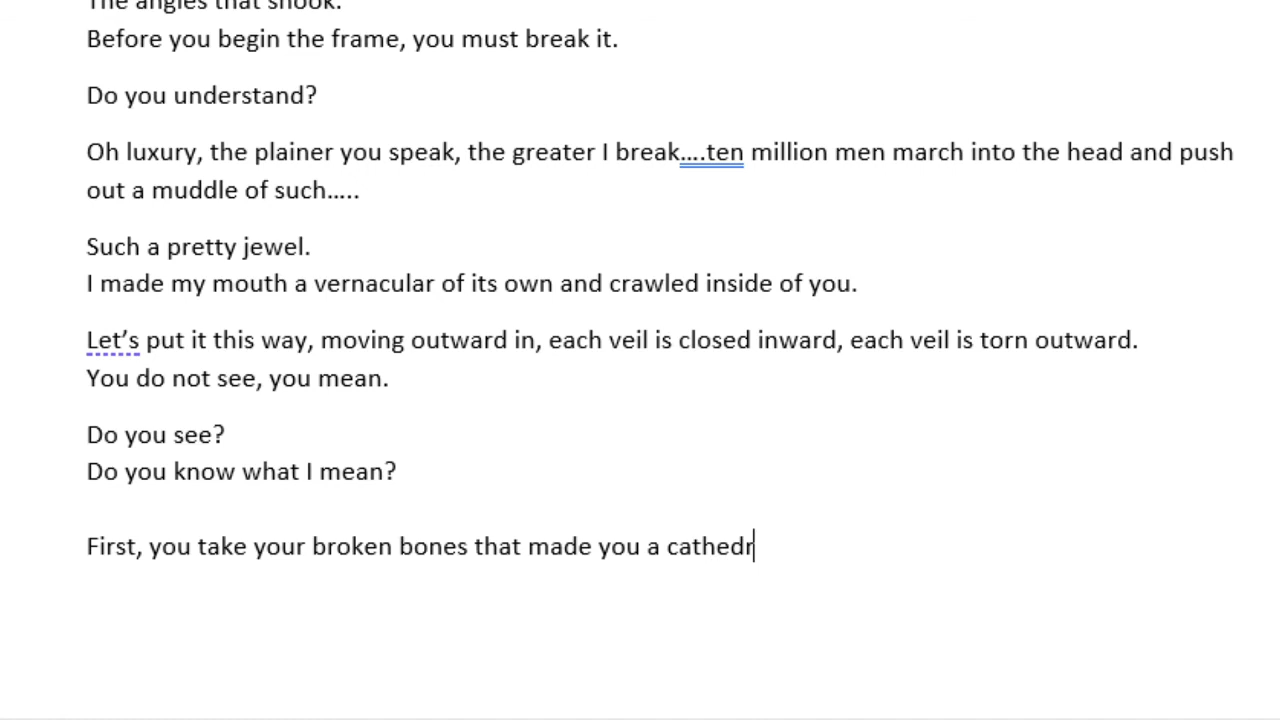 The angles that shook.
Before you begin the frame, you must break it.
Do you understand?
Oh luxury, the plainer you speak, the greater I break….ten million men march into the head and push
out a muddle of such…..
Such a pretty jewel.
I made my mouth a vernacular of its own and crawled inside of you.
Let’s put it this way, moving outward in, each veil is closed inward, each veil is torn outward.
You do not see, you mean.
Do you see?
Do you know what I mean?
First, you take your broken bones that made you a cathedr